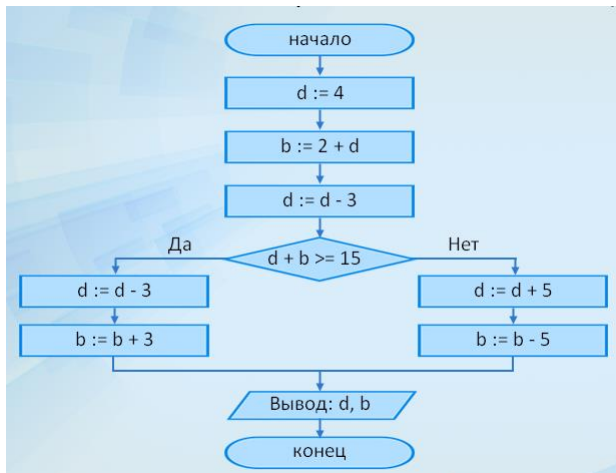 начало
d := 4
b := 2 + d
d := d - 3
Да
d + b >= 15
Нет
d := d - 3
d := d + 5
b := b + 3
b := b - 5
Вывод: d, b
конец